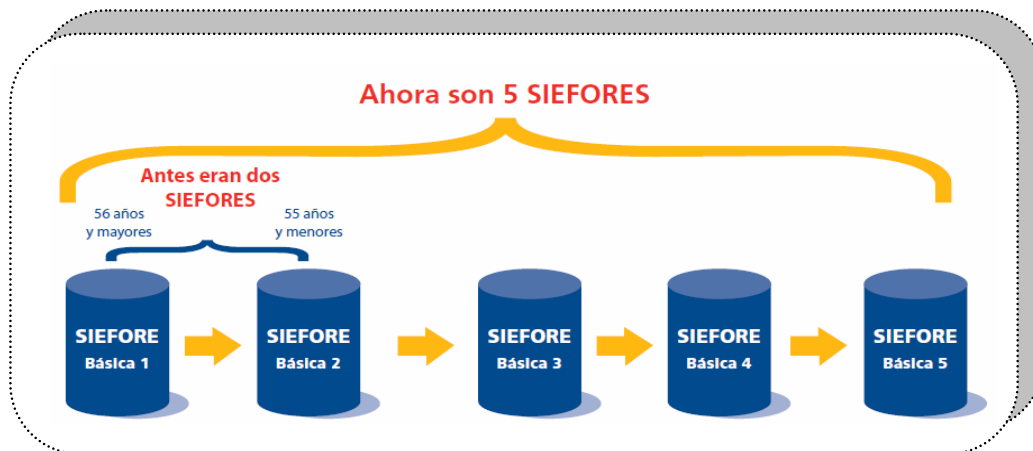 Ahora son 5 SIEFORES
Antes eran dos
SIEFORES
56 años
y mayores
55 años
y menores
SIEFORE
Básica 1
SIEFORE
Básica 2
SIEFORE
Básica 3
SIEFORE
Básica 4
SIEFORE
Básica 5